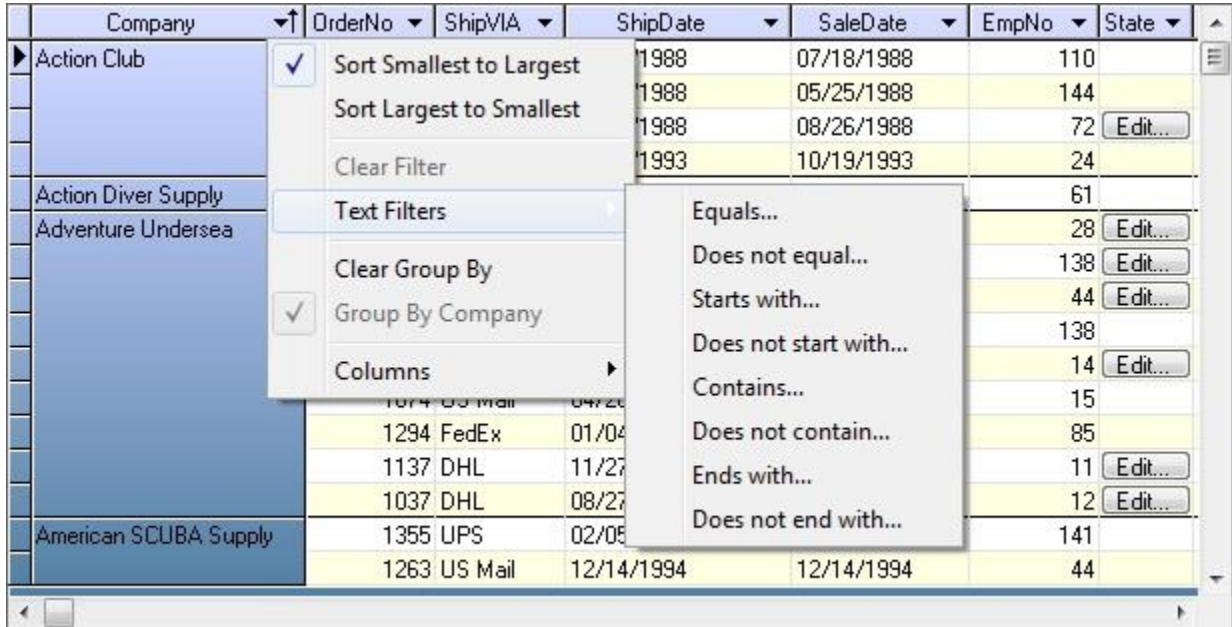 Company OrderNo ShipVIA ShipDate SaleDate EmpNo State
Action Club 1988 07/18/1988 110
Sort Smallest to Largest
1988 05/25/1988 144
Sort Largest to Smallest
1988 08/26/1988 72 Edit...
Clear Filter
1993 10/19/1993 24
Action Diver Supply 61
Text Filters
Equals...
Adventure Undersea 28 Edit...
Does not equal...
138 Edit...
Clear Group By
Starts with...
44 Edit...
Group By Company
138
Does not start with...
Columns
14 Edit...
Contains...
1074 US Mail 04/20 15
1294 FedEx 01/04 85
Does not contain...
1137 DHL 11/27 11 Edit...
Ends with...
1037 DHL 08/27 12 Edit...
Does not end with...
American SCUBA Supply 1355 UPS 02/05 141
1263 US Mail 12/14/1994 12/14/1994 44